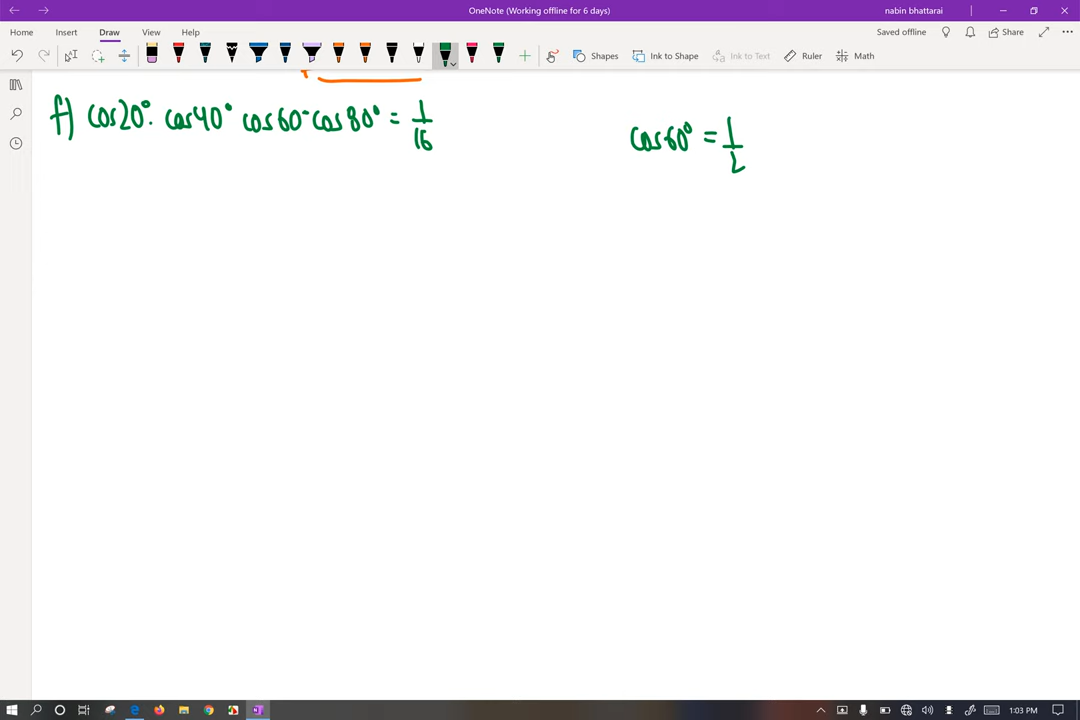 OneNote (Working offline for 6 days)
nabin bhattarai
Home Insert Draw View Help
Saved offline Share
Shapes Ink to Shape Ink to Text Ruler Math
f) cos20°. cos40° cos60° cos80° = 1/16
cos60° = 1/2
1:03 PM